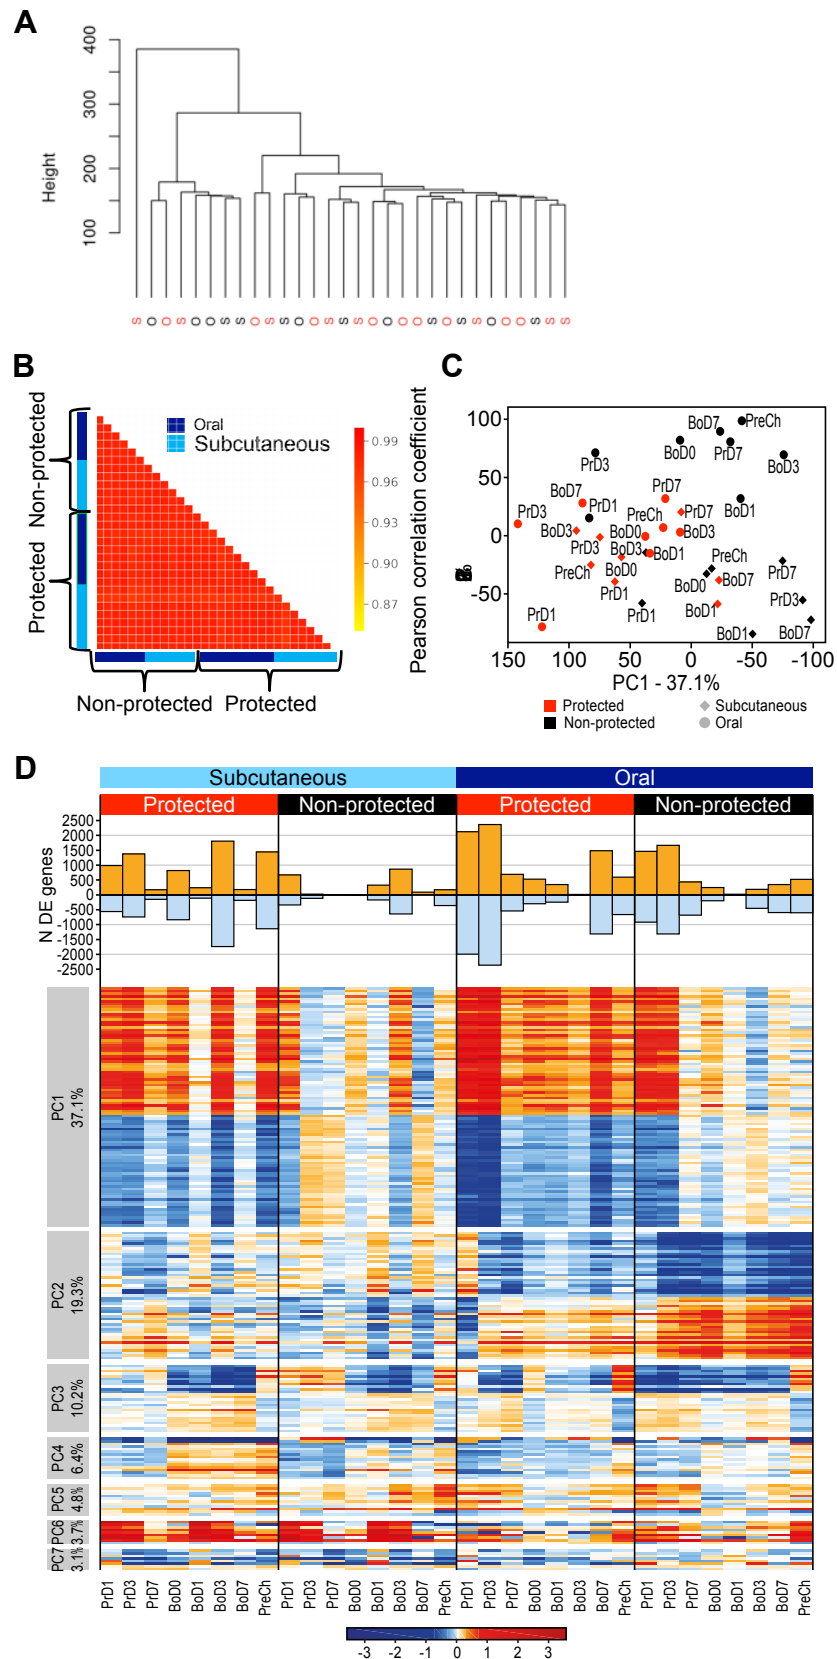 A
Height
400
300
200
100
S O O S O O S S O S S O O S S S O O O O S O S S O O O S S S
B
Non-protected
Protected
Oral
Subcutaneous
0.99
0.96
0.93
0.90
0.87
Pearson correlation coefficient
Non-protected Protected
C
100
50
0
-50
BoD7 PreCh
BoD0 PrD7
PrD3 BoD3
BoD7 PrD7
PrD3 PrD1 PrD7 BoD1
PreCh
BoD3 BoD0 BoD3
PrD3 BoD3 BoD1 PreCh PrD7
PreCh BoD0 BoD0 BoD7
PrD1 PrD3
PrD1 PrD1 BoD1
BoD1 BoD7
150 100 50 0 -50 -100
PC1 - 37.1%
Protected Subcutaneous
Non-protected Oral
D
Subcutaneous Oral
Protected Non-protected Protected Non-protected
N DE genes
2500
2000
1500
1000
500
0
-500
-1000
-1500
-2000
-2500
PC1
37.1%
PC2
19.3%
PC3
10.2%
PC4
6.4%
PC5
4.8%
PC6
3.7%
PC7
3.1%
PrD1 PrD3 PrD7 BoD0 BoD1 BoD3 BoD7 PreCh PrD1 PrD3 PrD7 BoD0 BoD1 BoD3 BoD7 PreCh PrD1 PrD3 PrD7 BoD0 BoD1 BoD3 BoD7 PreCh PrD1 PrD3 PrD7 BoD0 BoD1 BoD3 BoD7 PreCh
-3 -2 -1 0 1 2 3